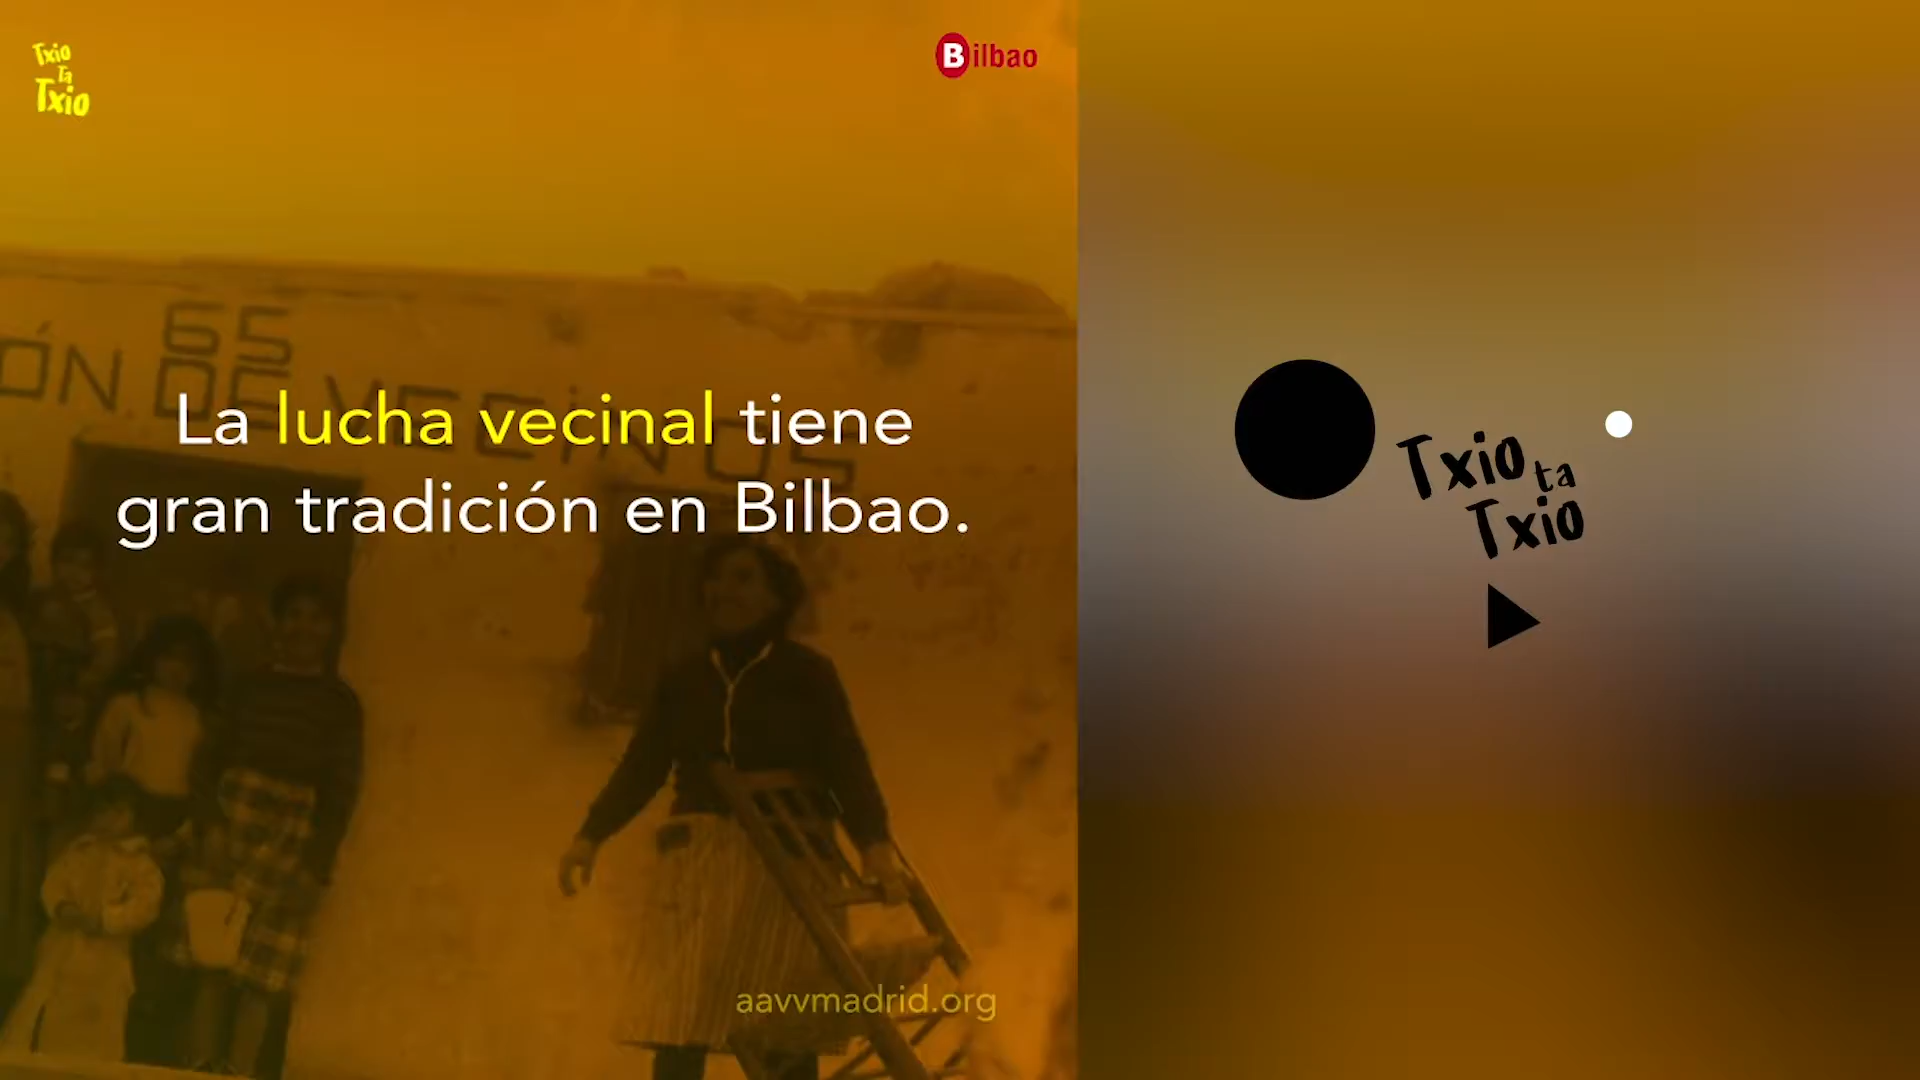 Txio
Ta
Txio
Bilbao
65
ÓN DE VECINOS
La lucha vecinal tiene
gran tradición en Bilbao.
aavvmadrid.org
Txio ta
Txio